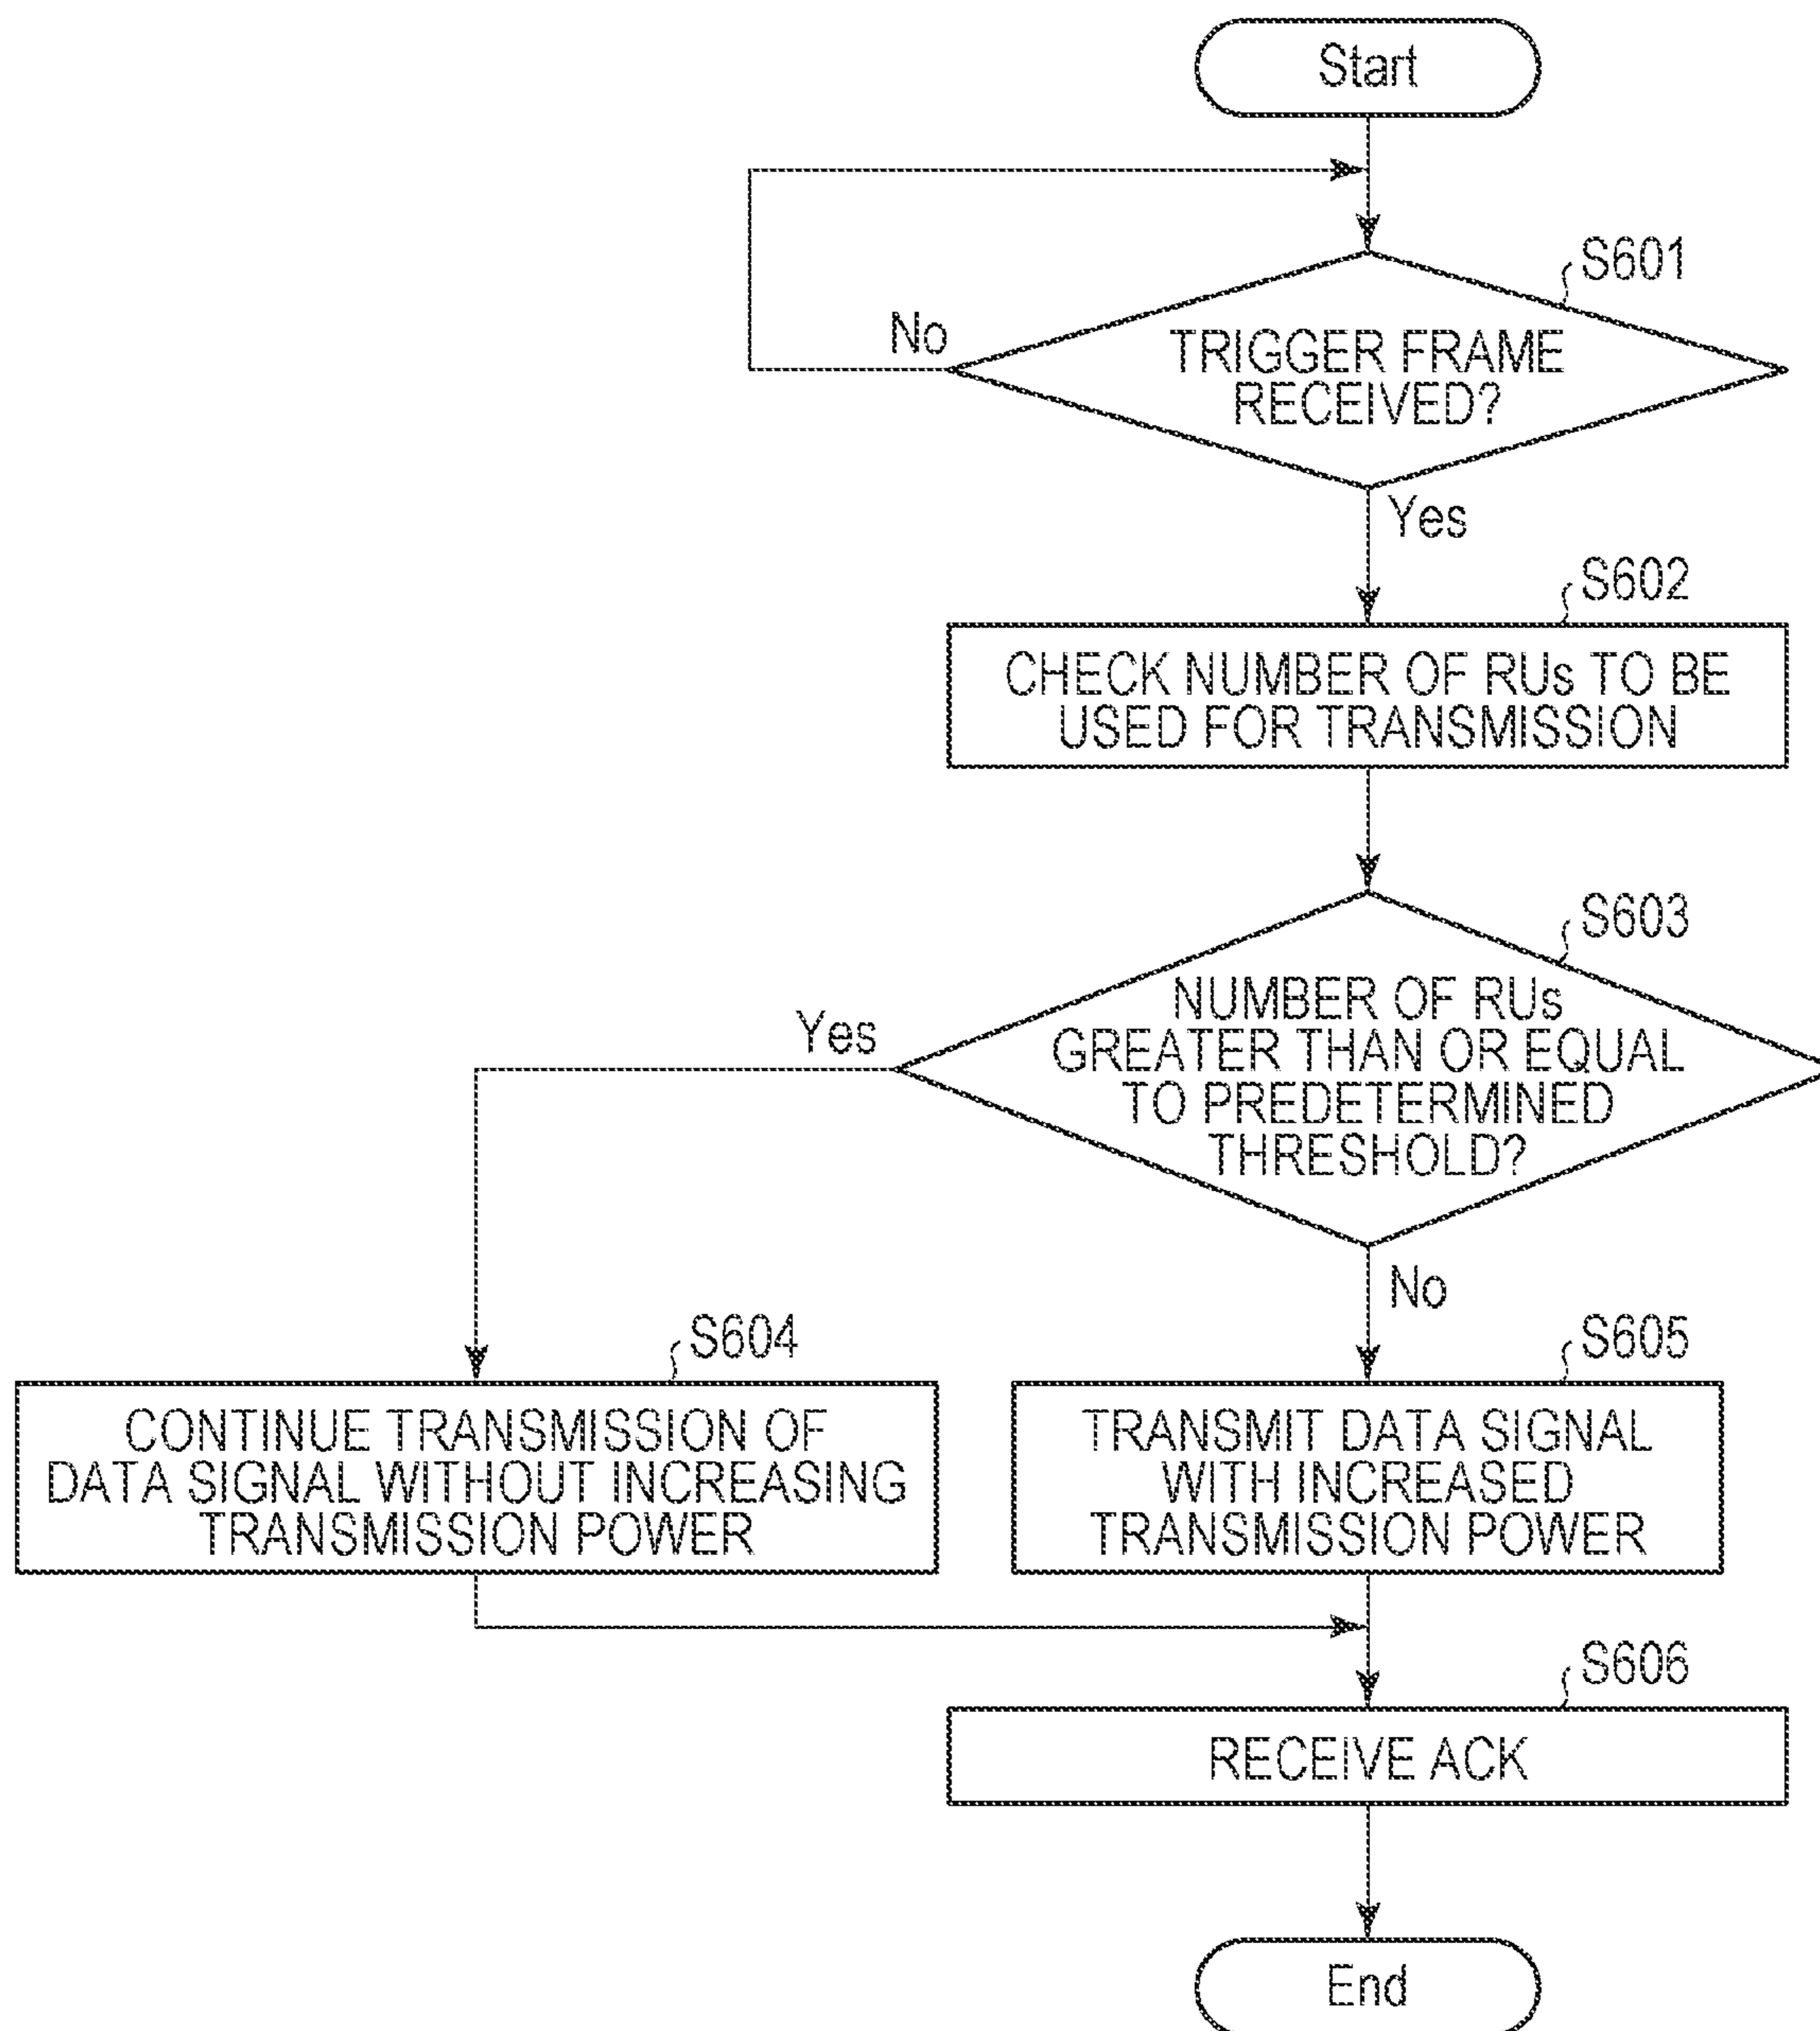 Start
S601
No
TRIGGER FRAME
RECEIVED?
Yes
S602
CHECK NUMBER OF RUs TO BE
USED FOR TRANSMISSION
S603
Yes
NUMBER OF RUs
GREATER THAN OR EQUAL
TO PREDETERMINED
THRESHOLD?
No
S604
CONTINUE TRANSMISSION OF
DATA SIGNAL WITHOUT INCREASING
TRANSMISSION POWER
S605
TRANSMIT DATA SIGNAL
WITH INCREASED
TRANSMISSION POWER
S606
RECEIVE ACK
End